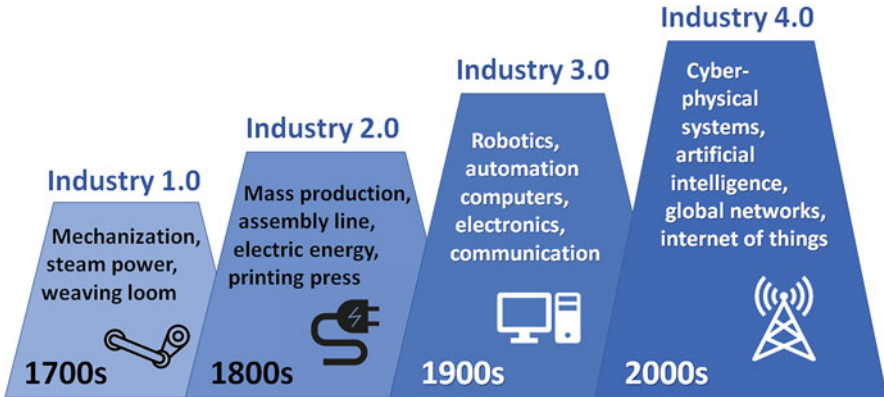 Industry 1.0
Mechanization,
steam power,
weaving loom
1700s
Industry 2.0
Mass production,
assembly line,
electric energy,
printing press
1800s
Industry 3.0
Robotics,
automation
computers,
electronics,
communication
1900s
Industry 4.0
Cyber-
physical
systems,
artificial
intelligence,
global networks,
internet of things
2000s